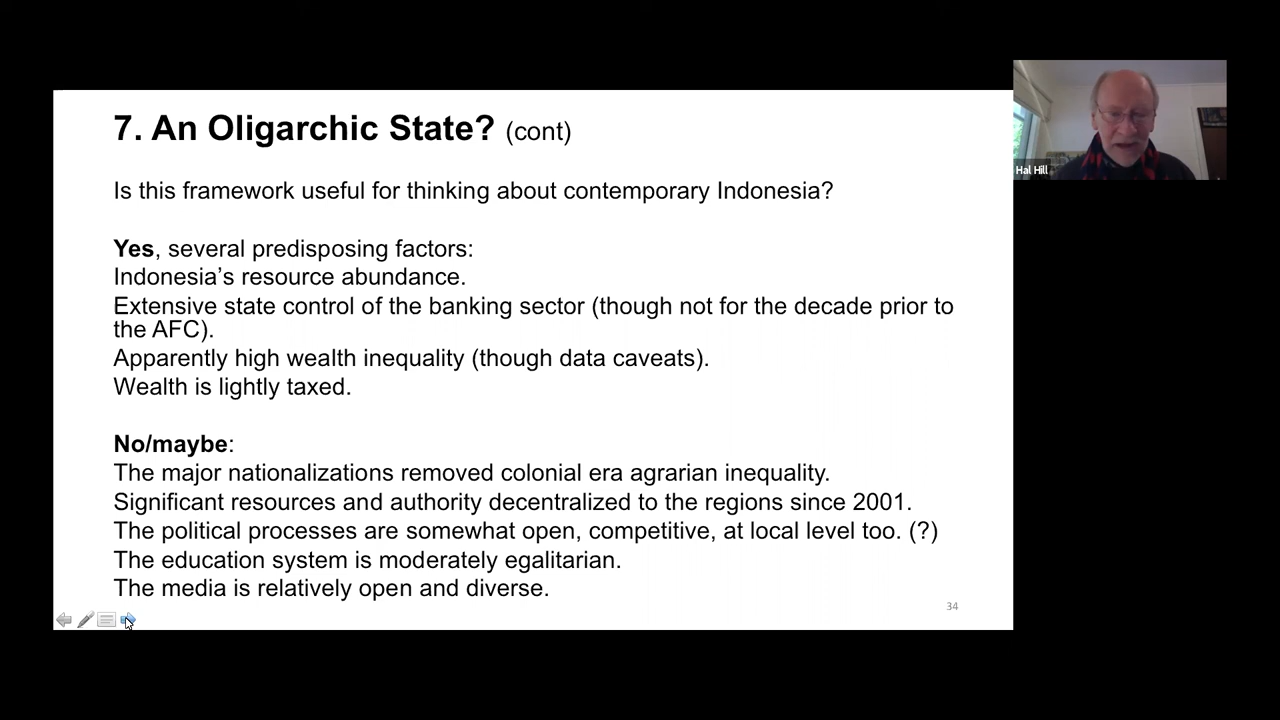 7. An Oligarchic State? (cont)
Is this framework useful for thinking about contemporary Indonesia?
Yes, several predisposing factors:
Indonesia’s resource abundance.
Extensive state control of the banking sector (though not for the decade prior to
the AFC).
Apparently high wealth inequality (though data caveats).
Wealth is lightly taxed.
No/maybe:
The major nationalizations removed colonial era agrarian inequality.
Significant resources and authority decentralized to the regions since 2001.
The political processes are somewhat open, competitive, at local level too. (?)
The education system is moderately egalitarian.
The media is relatively open and diverse.
34
Hal Hill